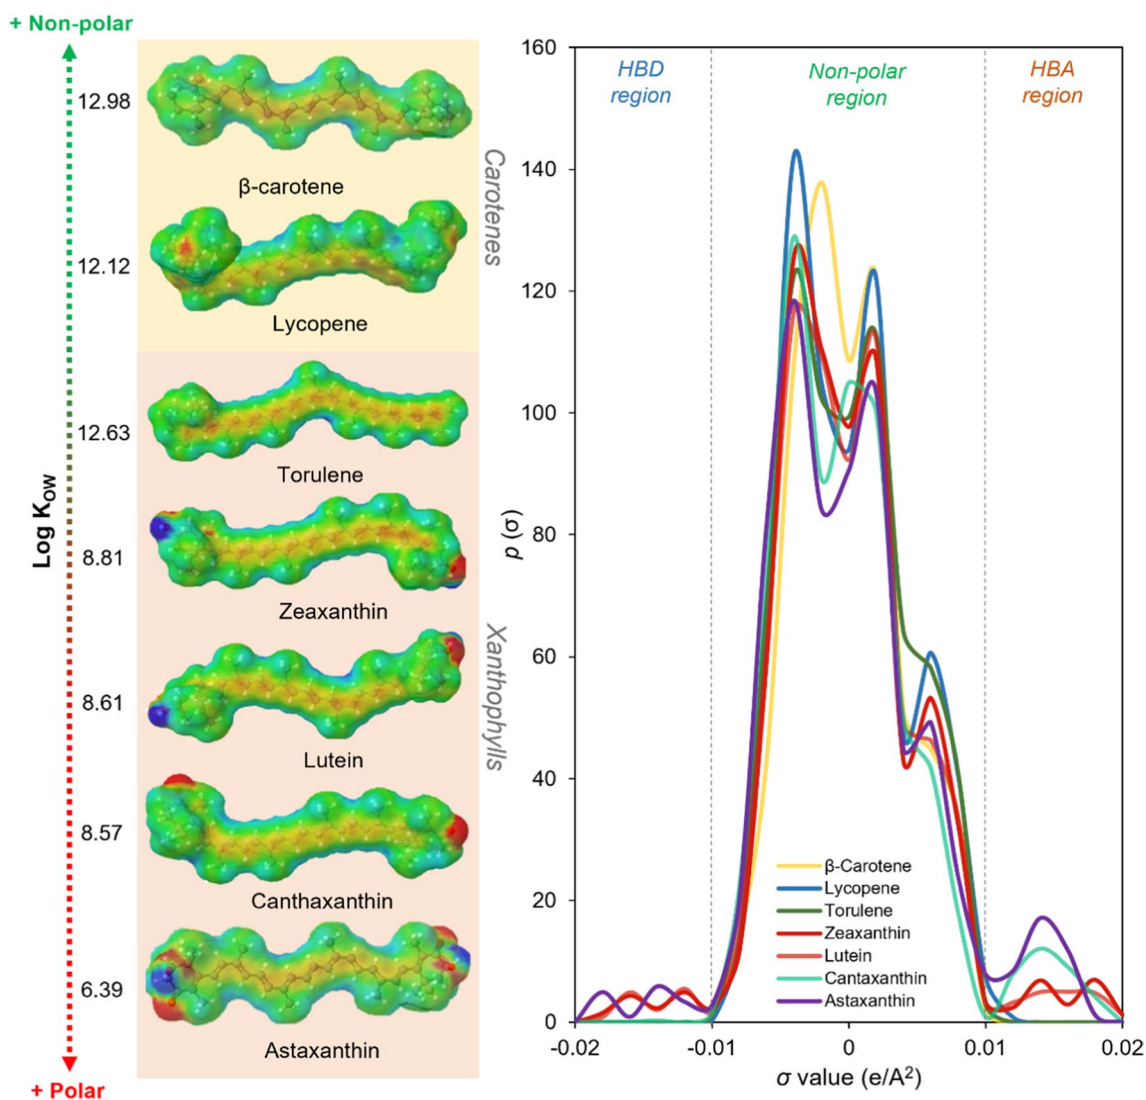 + Non-polar
12.98
β-carotene
12.12
Lycopene
Carotenes
12.63
Torulene
Log K_OW
8.81
Zeaxanthin
8.61
Lutein
Xanthophylls
8.57
Canthaxanthin
6.39
Astaxanthin
+ Polar
160
140
120
100
80
60
40
20
0
p (σ)
HBD
region
Non-polar
region
HBA
region
β-Carotene
Lycopene
Torulene
Zeaxanthin
Lutein
Cantaxanthin
Astaxanthin
-0.02
-0.01
0
0.01
0.02
σ value (e/A²)